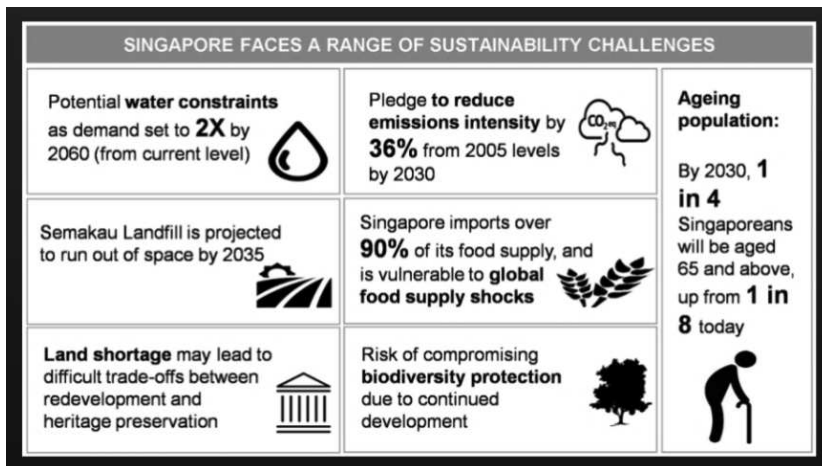 SINGAPORE FACES A RANGE OF SUSTAINABILITY CHALLENGES
Potential water constraints
as demand set to 2X by
2060 (from current level)
Pledge to reduce
emissions intensity by
36% from 2005 levels
by 2030
CO₂-eq
Ageing
population:
By 2030, 1
in 4
Singaporeans
will be aged
65 and above,
up from 1 in
8 today
Semakau Landfill is projected
to run out of space by 2035
Singapore imports over
90% of its food supply, and
is vulnerable to global
food supply shocks
Land shortage may lead to
difficult trade-offs between
redevelopment and
heritage preservation
Risk of compromising
biodiversity protection
due to continued
development